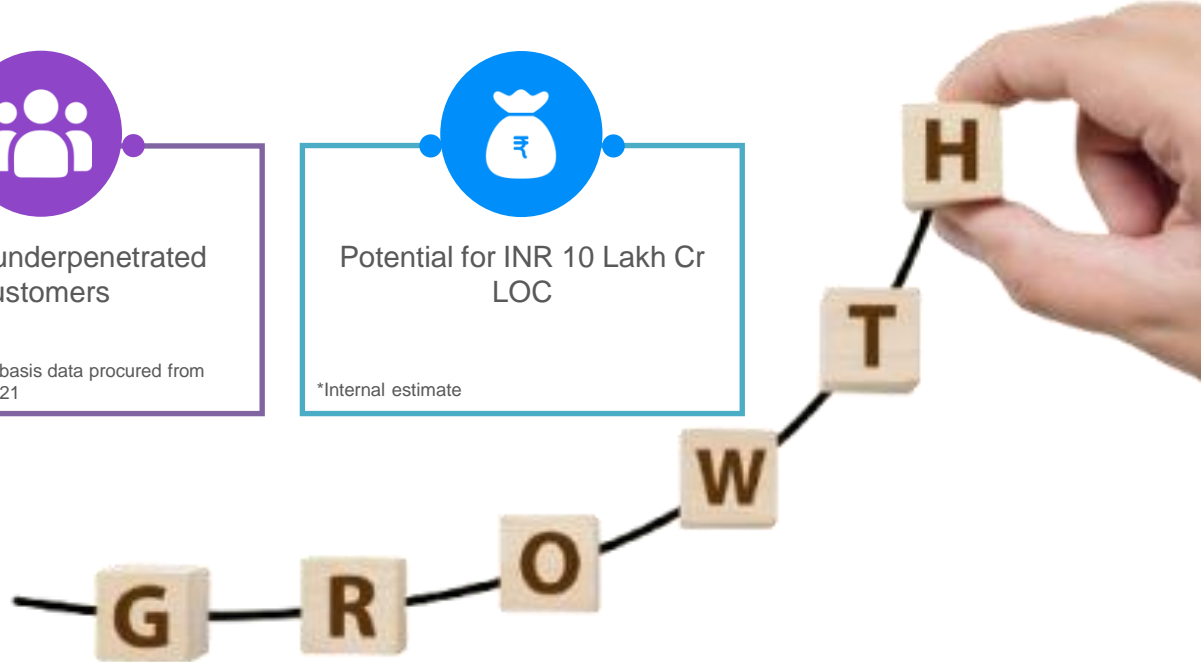 underpenetrated
ustomers
basis data procured from
21
₹
Potential for INR 10 Lakh Cr
LOC
*Internal estimate
G R O W T H